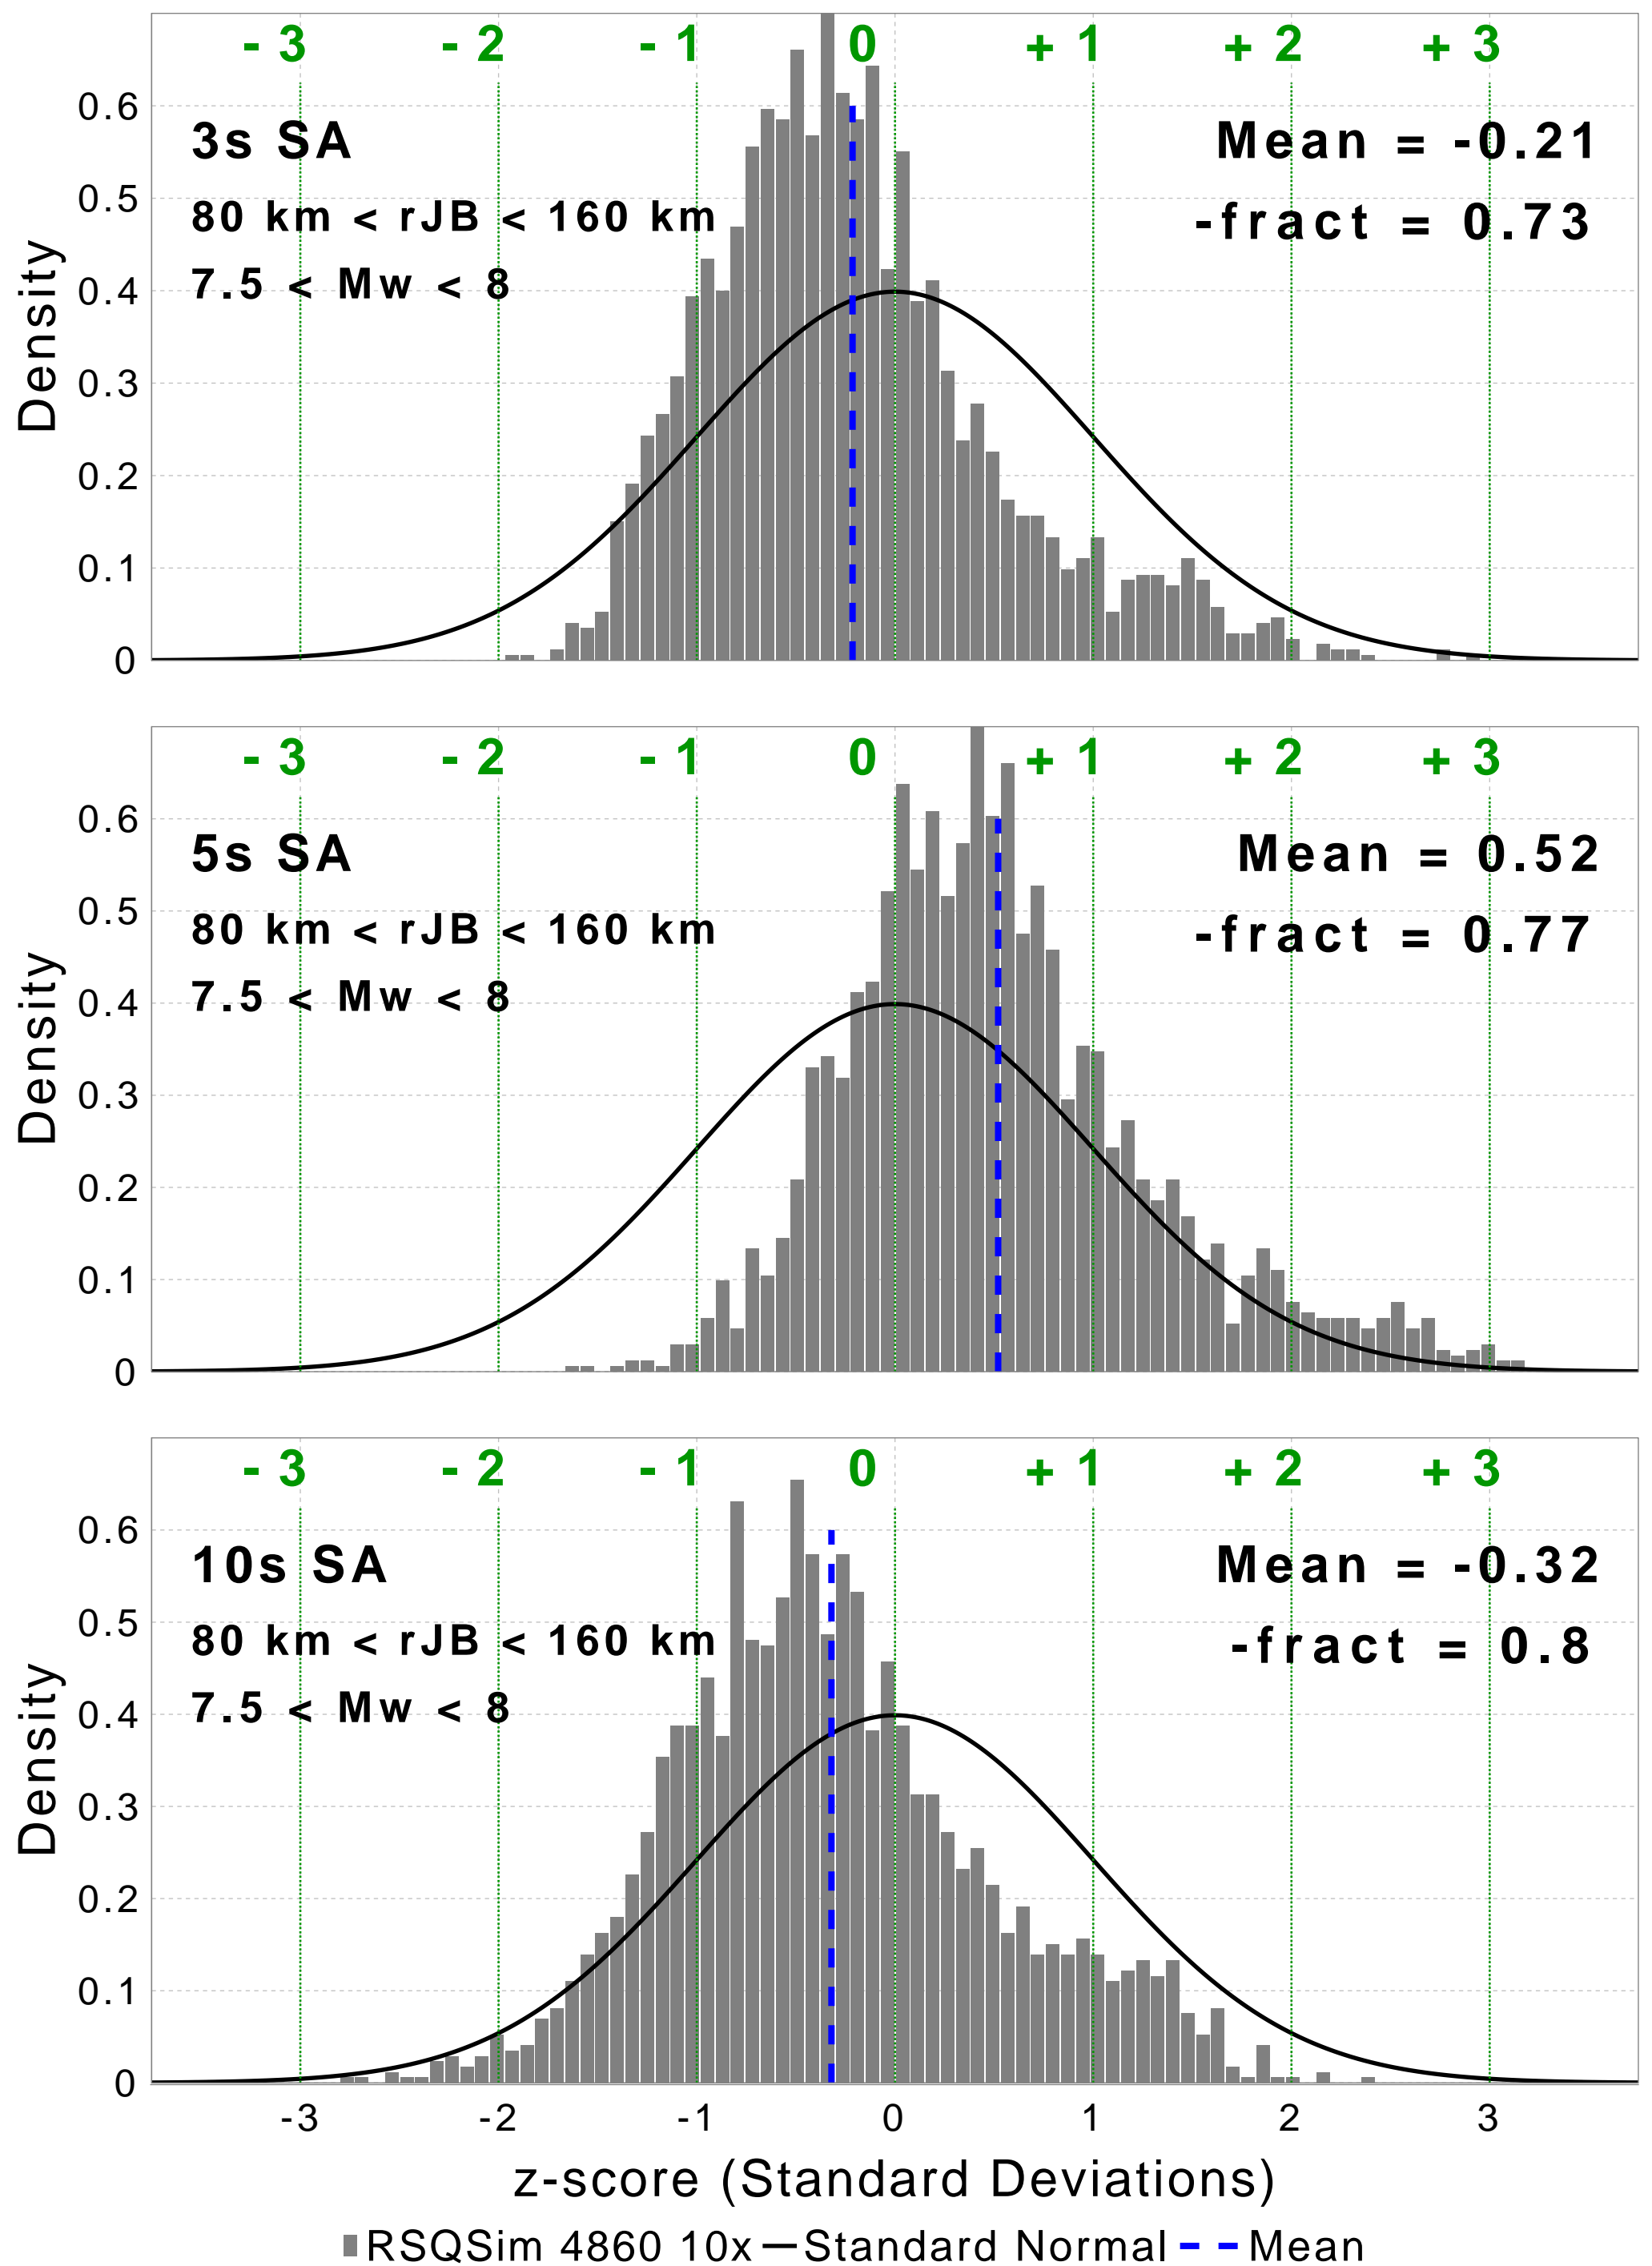 - 3 - 2 - 1 0 + 1 + 2 + 3
0.6
3s SA Mean = -0.21
0.5
80 km < rJB < 160 km -fract = 0.73
7.5 < Mw < 8
0.4
Density
0.3
0.2
0.1
0
- 3 - 2 - 1 0 + 1 + 2 + 3
0.6
5s SA Mean = 0.52
0.5
80 km < rJB < 160 km -fract = 0.77
7.5 < Mw < 8
0.4
Density
0.3
0.2
0.1
0
- 3 - 2 - 1 0 + 1 + 2 + 3
0.6
10s SA Mean = -0.32
0.5
80 km < rJB < 160 km -fract = 0.8
7.5 < Mw < 8
0.4
Density
0.3
0.2
0.1
0
-3 -2 -1 0 1 2 3
z-score (Standard Deviations)
RSQSim 4860 10x Standard Normal Mean